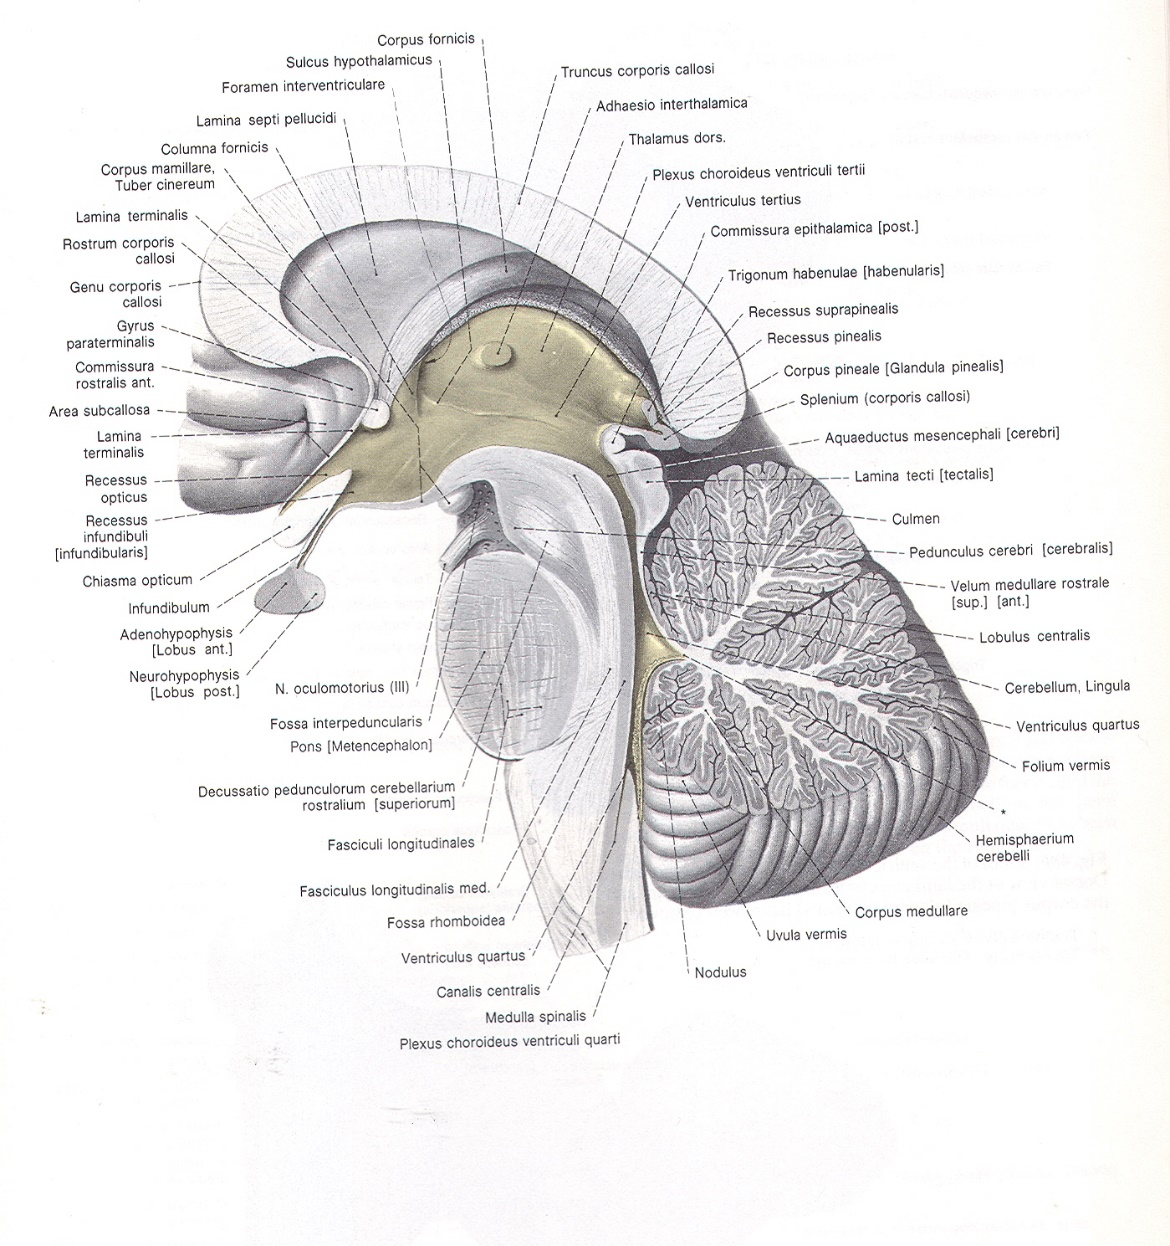 Corpus fornicis
Sulcus hypothalamicus
Foramen interventriculare
Lamina septi pellucidi
Columna fornicis
Corpus mamillare,
Tuber cinereum
Lamina terminalis
Rostrum corporis
callosi
Genu corporis
callosi
Gyrus
paraterminalis
Commissura
rostralis ant.
Area subcallosa
Lamina
terminalis
Recessus
opticus
Recessus
infundibuli
[infundibularis]
Chiasma opticum
Infundibulum
Adenohypophysis
[Lobus ant.]
Neurohypophysis
[Lobus post.]
N. oculomotorius (III)
Fossa interpeduncularis
Pons [Metencephalon]
Decussatio pedunculorum cerebellarium
rostralium [superiorum]
Fasciculi longitudinales
Fasciculus longitudinalis med.
Fossa rhomboidea
Ventriculus quartus
Canalis centralis
Medulla spinalis
Plexus choroideus ventriculi quarti
Truncus corporis callosi
Adhaesio interthalamica
Thalamus dors.
Plexus choroideus ventriculi tertii
Ventriculus tertius
Commissura epithalamica [post.]
Trigonum habenulae [habenularis]
Recessus suprapinealis
Recessus pinealis
Corpus pineale [Glandula pinealis]
Splenium (corporis callosi)
Aquaeductus mesencephali [cerebri]
Lamina tecti [tectalis]
Culmen
Pedunculus cerebri [cerebralis]
Velum medullare rostrale
[sup.] [ant.]
Lobulus centralis
Cerebellum, Lingula
Ventriculus quartus
Folium vermis
*
Hemisphaerium
cerebelli
Corpus medullare
Uvula vermis
Nodulus